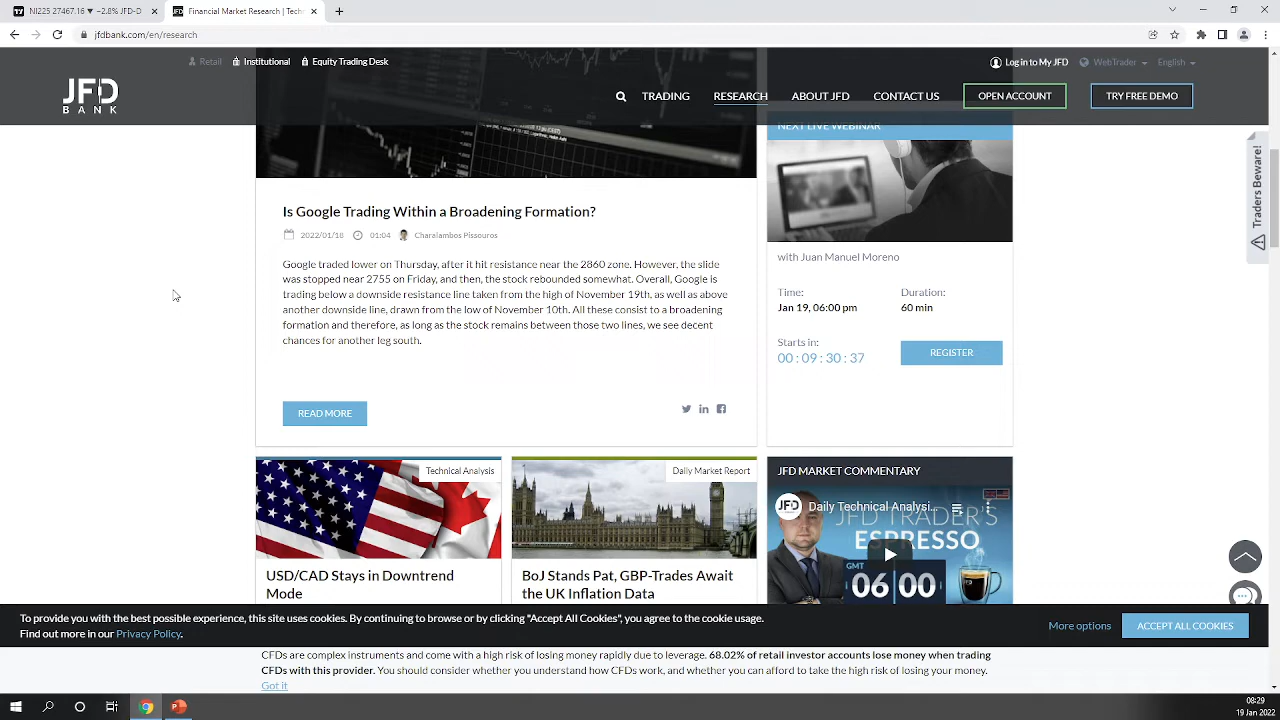 NI225 27467.16 ▼ −2.8% JFD-D
Financial Market Research | Tech
jfdbank.com/en/research
Retail
Institutional
Equity Trading Desk
Log in to My JFD
WebTrader
English
JFD
BANK
TRADING
RESEARCH
ABOUT JFD
CONTACT US
OPEN ACCOUNT
TRY FREE DEMO
NEXT LIVE WEBINAR
Traders Beware!
Is Google Trading Within a Broadening Formation?
2022/01/18
01:04
Charalambos Pissouros
Google traded lower on Thursday, after it hit resistance near the 2860 zone. However, the slide
was stopped near 2755 on Friday, and then, the stock rebounded somewhat. Overall, Google is
trading below a downside resistance line taken from the high of November 19th, as well as above
another downside line, drawn from the low of November 10th. All these consist to a broadening
formation and therefore, as long as the stock remains between those two lines, we see decent
chances for another leg south.
READ MORE
with Juan Manuel Moreno
Time:
Duration:
Jan 19, 06:00 pm
60 min
Starts in:
00 : 09 : 30 : 37
REGISTER
Technical Analysis
USD/CAD Stays in Downtrend
Mode
Daily Market Report
BoJ Stands Pat, GBP-Trades Await
the UK Inflation Data
JFD MARKET COMMENTARY
JFD
Daily Technical Analysi...
JFD TRADER'S
ESPRESSO
GMT
06 00
To provide you with the best possible experience, this site uses cookies. By continuing to browse or by clicking "Accept All Cookies", you agree to the cookie usage.
Find out more in our Privacy Policy.
More options
ACCEPT ALL COOKIES
CFDs are complex instruments and come with a high risk of losing money rapidly due to leverage. 68.02% of retail investor accounts lose money when trading
CFDs with this provider. You should consider whether you understand how CFDs work, and whether you can afford to take the high risk of losing your money.
Got it
08:29
19 Jan 2022